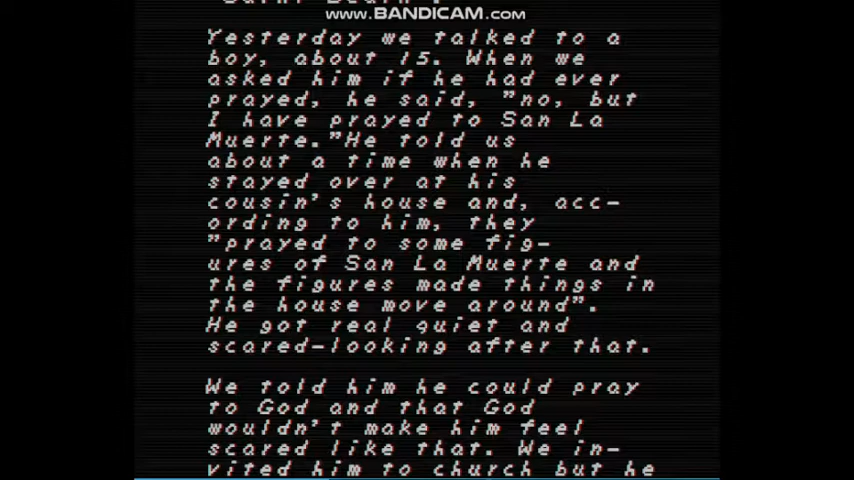 www.BANDICAM.com
Yesterday we talked to a
boy, about 15. When we
asked him if he had ever
prayed, he said, "no, but
I have prayed to San La
Muerte."He told us
about a time when he
stayed over at his
cousin's house and, acc-
ording to him, they
"prayed to some fig-
ures of San La Muerte and
the figures made things in
the house move around".
He got real quiet and
scared-looking after that.
We told him he could pray
to God and that God
wouldn't make him feel
scared like that. We in-
vited him to church but he